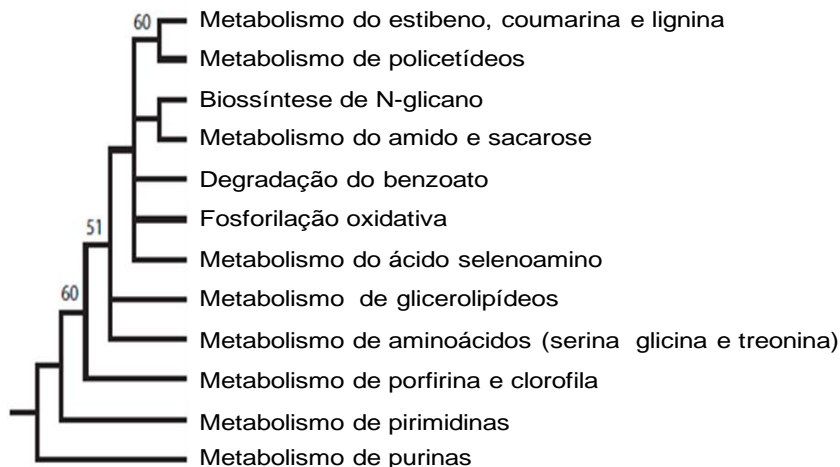 60 Metabolismo do estibeno, coumarina e lignina
Metabolismo de policetídeos
Biossíntese de N-glicano
Metabolismo do amido e sacarose
Degradação do benzoato
Fosforilação oxidativa
51
Metabolismo do ácido selenoamino
60 Metabolismo de glicerolipídeos
Metabolismo de aminoácidos (serina glicina e treonina)
Metabolismo de porfirina e clorofila
Metabolismo de pirimidinas
Metabolismo de purinas